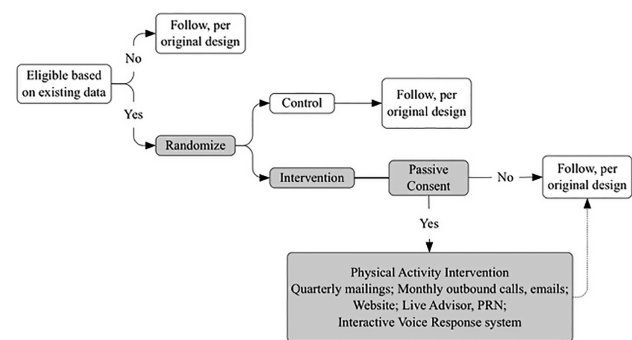 Follow, per
original design
No
Eligible based
on existing data
Yes
Randomize
Control
Follow, per
original design
Intervention
Passive
Consent
No
Follow, per
original design
Yes
Physical Activity Intervention
Quarterly mailings; Monthly outbound calls, emails;
Website; Live Advisor, PRN;
Interactive Voice Response system